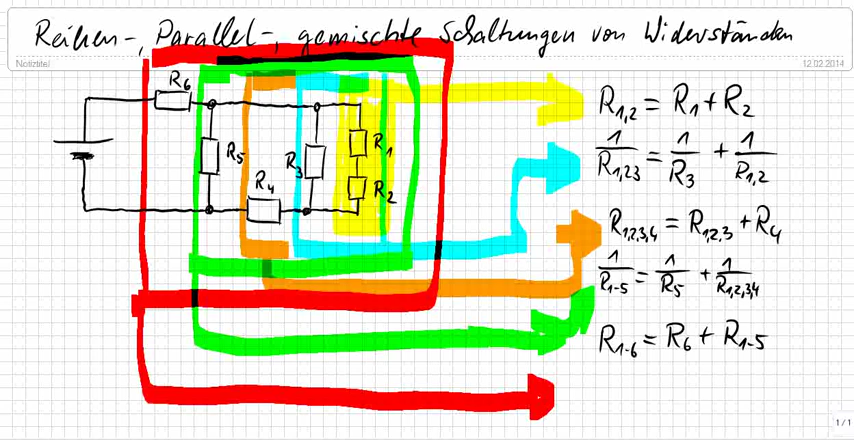 Reihen-, Parallel-, gemischte Schaltungen von Widerständen
Notiztitel
12.02.2014
R6
R5
R4
R3
R1
R2
R1,2 = R1 + R2
1/R1,23 = 1/R3 + 1/R1,2
R1,2,3,4 = R1,2,3 + R4
1/R1-5 = 1/R5 + 1/R1,2,3,4
R1-6 = R6 + R1-5
1 / 1